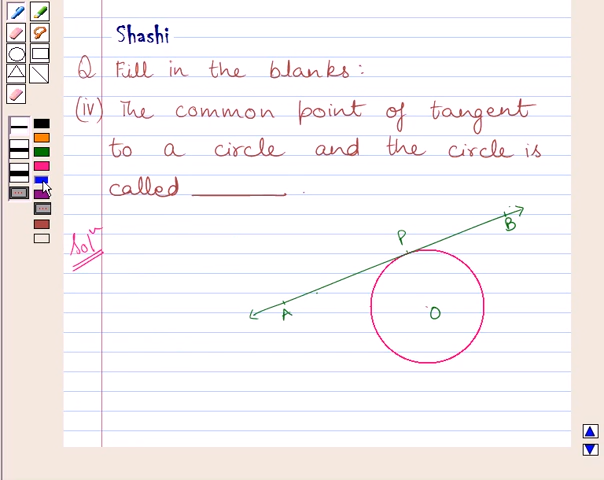 Shashi
Q Fill in the blanks:
(iv) The common point of tangent
to a circle and the circle is
called ________ .
Solⁿ
P
B
A
O